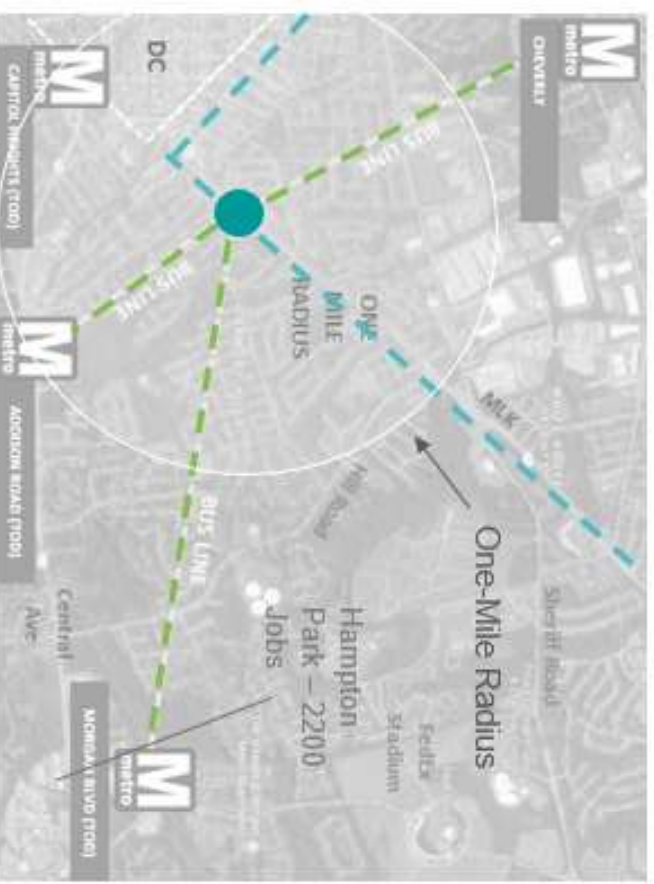 M
metro
CHEVERLY
BUS LINE
MLK
Sheriff Road
One-Mile Radius
ONE
MILE
RADIUS
Hill Road
FedEx
Stadium
DC
Hampton
Park – 2200
Jobs
BUS LINE
BUS LINE
M
metro
CAPITOL HEIGHTS (TOD)
M
metro
ADDISON ROAD (TOD)
Central
Ave
M
metro
MORGAN BLVD (TOD)